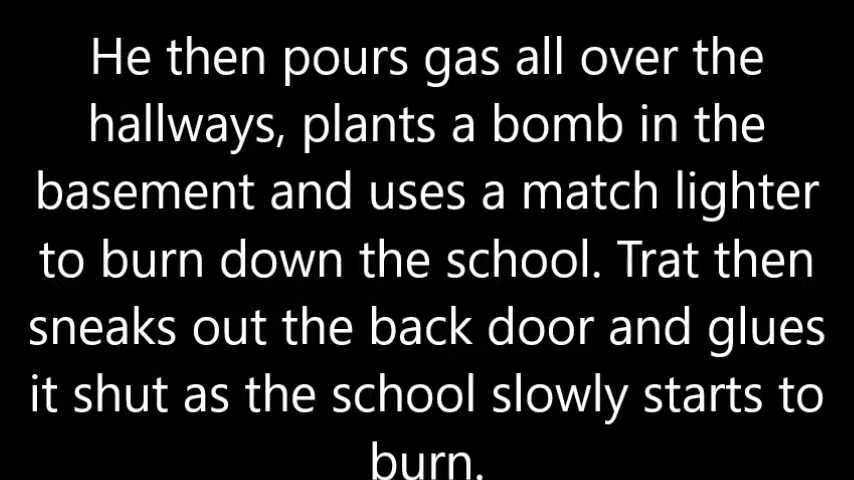 He then pours gas all over the
hallways, plants a bomb in the
basement and uses a match lighter
to burn down the school. Trat then
sneaks out the back door and glues
it shut as the school slowly starts to
burn.